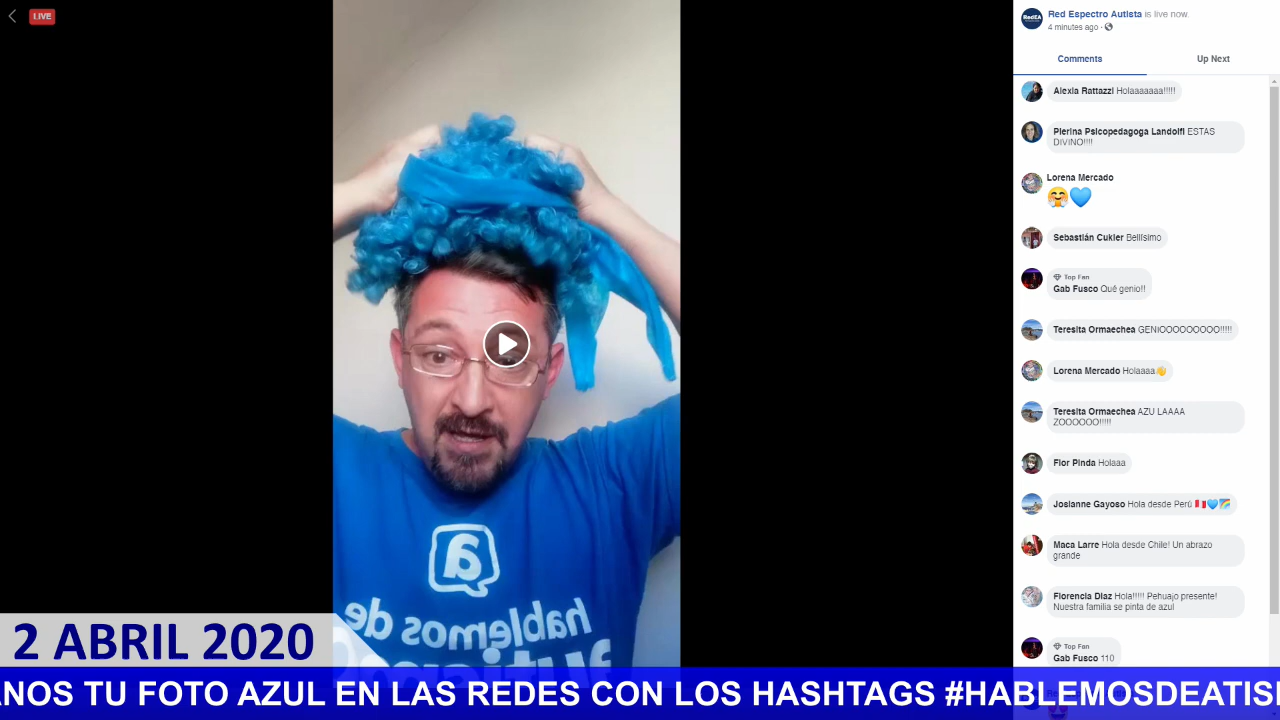 LIVE
RedEA
Red Espectro Autista is live now.
4 minutes ago ·
Comments
Up Next
Alexia Rattazzi Holaaaaaaa!!!!!
Pierina Psicopedagoga Landolfi ESTAS
DIVINO!!!!
Lorena Mercado
🤗💙
Sebastián Cukier Bellísimo
Top Fan
Gab Fusco Qué genio!!
Teresita Ormaechea GENIOOOOOOOOO!!!!!
Lorena Mercado Holaaaa👋
Teresita Ormaechea AZU LAAAA
ZOOOOOO!!!!!
Flor Pinda Holaaa
Josianne Gayoso Hola desde Perú 🇵🇪💙🌈
Maca Larre Hola desde Chile! Un abrazo
grande
Florencia Diaz Hola!!!!! Pehuajo presente!
Nuestra familia se pinta de azul
Top Fan
Gab Fusco 110
a
hablemos de
2 ABRIL 2020
ANOS TU FOTO AZUL EN LAS REDES CON LOS HASHTAGS #HABLEMOSDEATIS